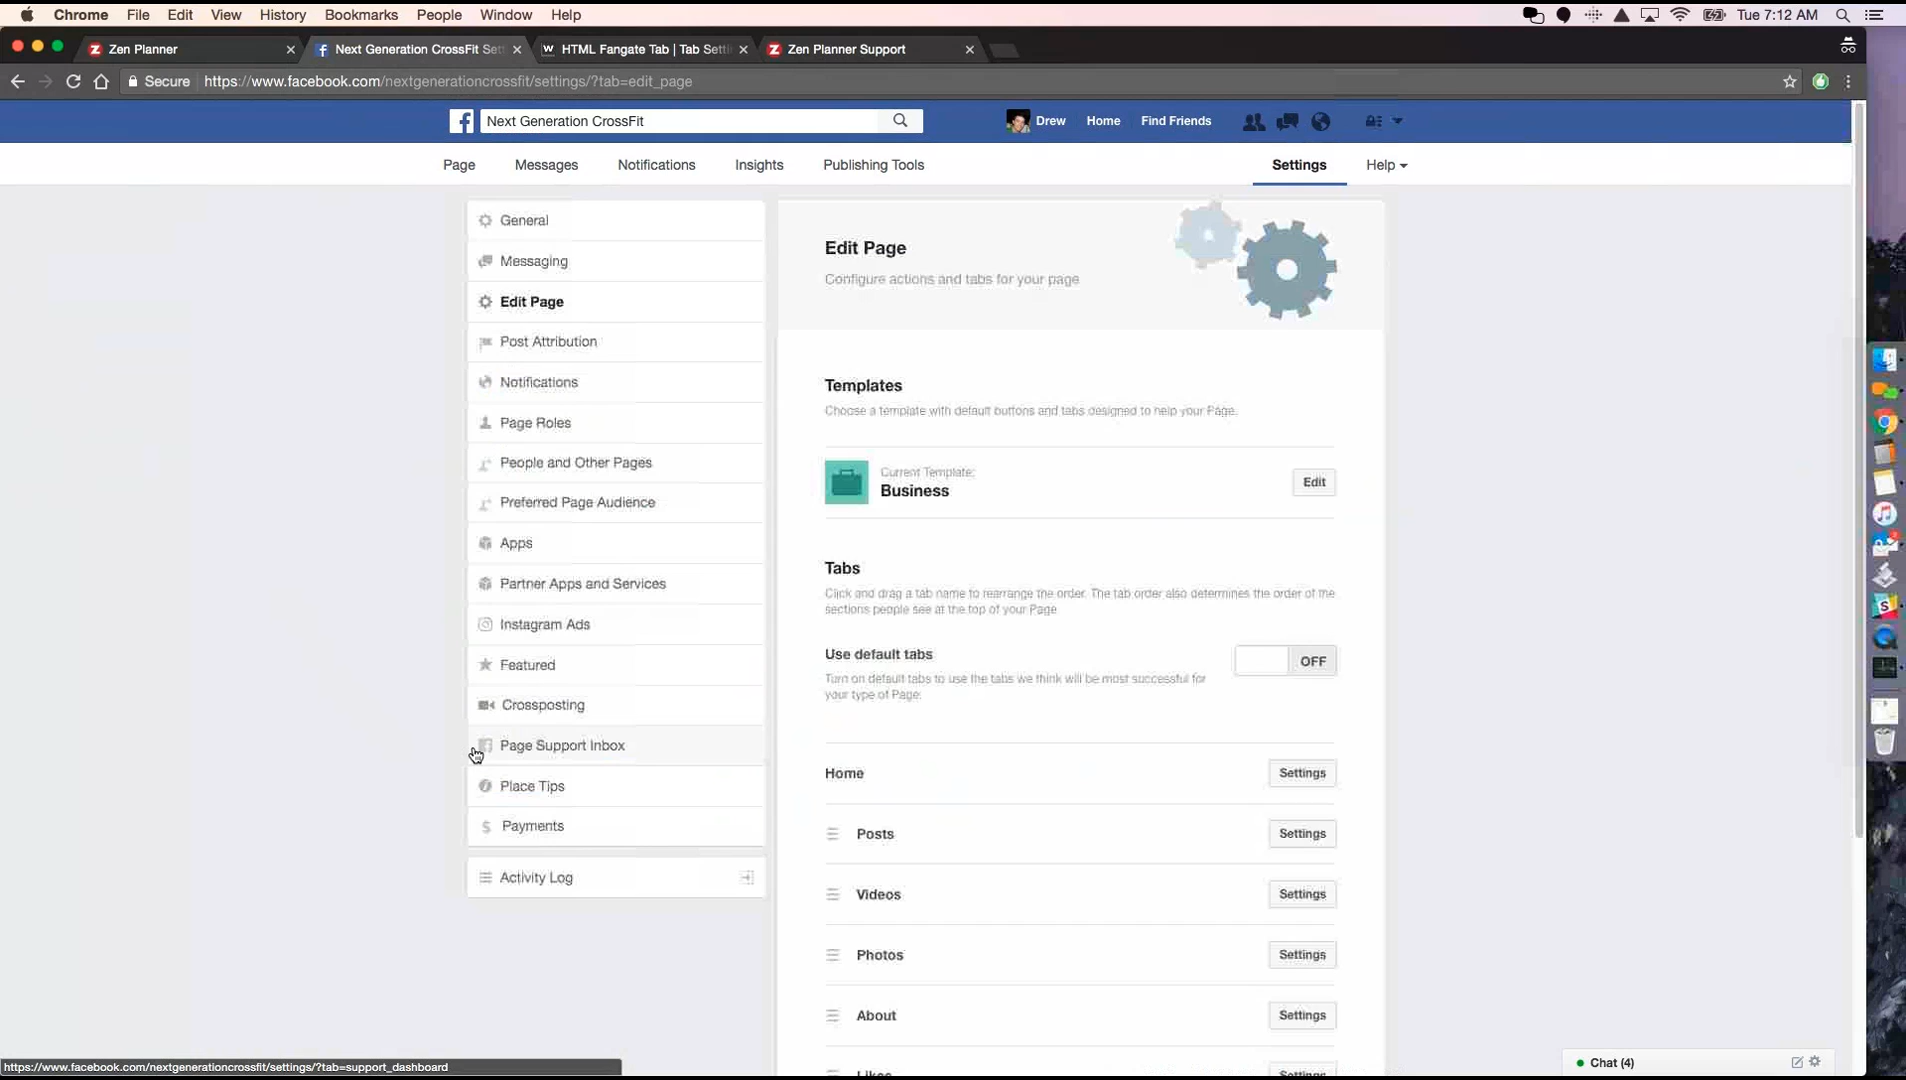 Chrome File Edit View History Bookmarks People Window Help Tue 7:12 AM
Zen Planner Next Generation CrossFit Set HTML Fangate Tab | Tab Setti Zen Planner Support
Secure https://www.facebook.com/nextgenerationcrossfit/settings/?tab=edit_page
Next Generation CrossFit Drew Home Find Friends
Page Messages Notifications Insights Publishing Tools Settings Help
General
Messaging
Edit Page
Post Attribution
Notifications
Page Roles
People and Other Pages
Preferred Page Audience
Apps
Partner Apps and Services
Instagram Ads
Featured
Crossposting
Page Support Inbox
Place Tips
Payments
Activity Log
Edit Page
Configure actions and tabs for your page
Templates
Choose a template with default buttons and tabs designed to help your Page.
Current Template:
Business Edit
Tabs
Click and drag a tab name to rearrange the order. The tab order also determines the order of the
sections people see at the top of your Page
Use default tabs OFF
Turn on default tabs to use the tabs we think will be most successful for
your type of Page.
Home Settings
Posts Settings
Videos Settings
Photos Settings
About Settings
Likes Settings
https://www.facebook.com/nextgenerationcrossfit/settings/?tab=support_dashboard
Chat (4)